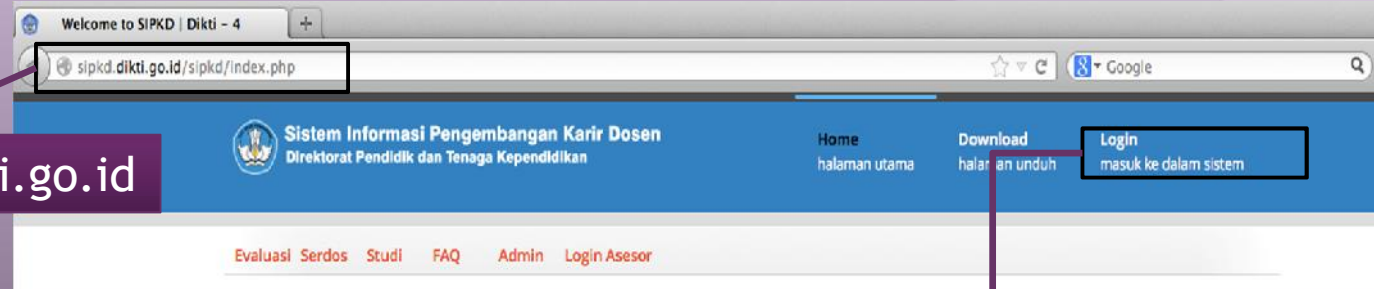 Welcome to SIPKD | Dikti – 4
sipkd.dikti.go.id/sipkd/index.php
Google
Sistem Informasi Pengembangan Karir Dosen
Direktorat Pendidik dan Tenaga Kependidikan
Home
halaman utama
Download
halaman unduh
Login
masuk ke dalam sistem
i.go.id
Evaluasi Serdos Studi FAQ Admin Login Asesor